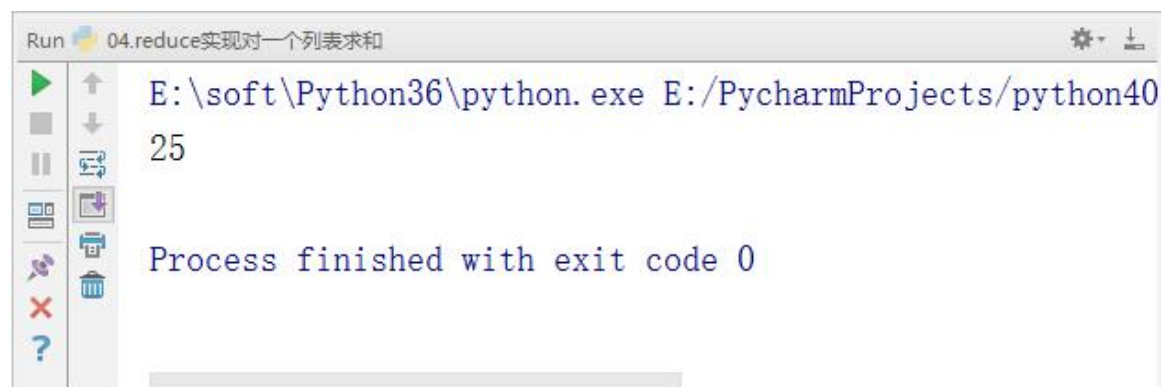 Run 04.reduce实现对一个列表求和
E:\soft\Python36\python.exe E:/PycharmProjects/python40
25
Process finished with exit code 0
?